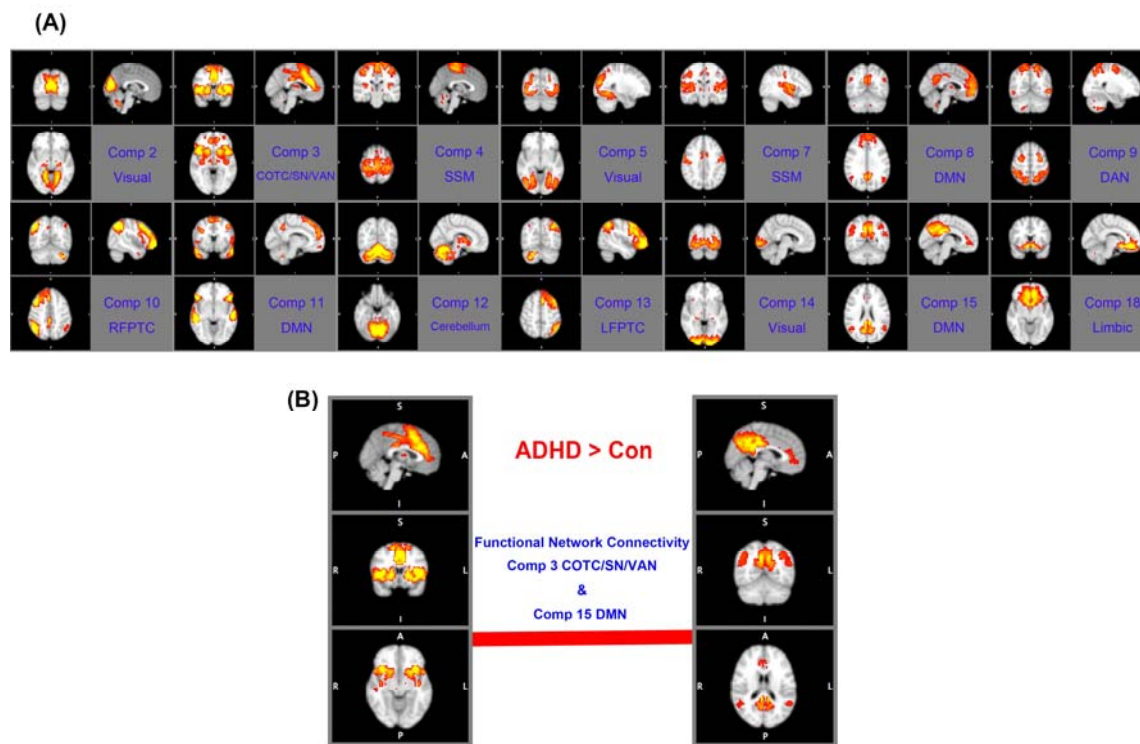 (A)
Comp 2
Visual
Comp 3
COTC/SN/VAN
Comp 4
SSM
Comp 5
Visual
Comp 7
SSM
Comp 8
DMN
Comp 9
DAN
Comp 10
RFPTC
Comp 11
DMN
Comp 12
Cerebellum
Comp 13
LFPTC
Comp 14
Visual
Comp 15
DMN
Comp 18
Limbic
(B)
S
P A
I
S
R L
I
A
R L
P
ADHD > Con
Functional Network Connectivity
Comp 3 COTC/SN/VAN
&
Comp 15 DMN
S
P A
I
S
R L
I
A
R L
P